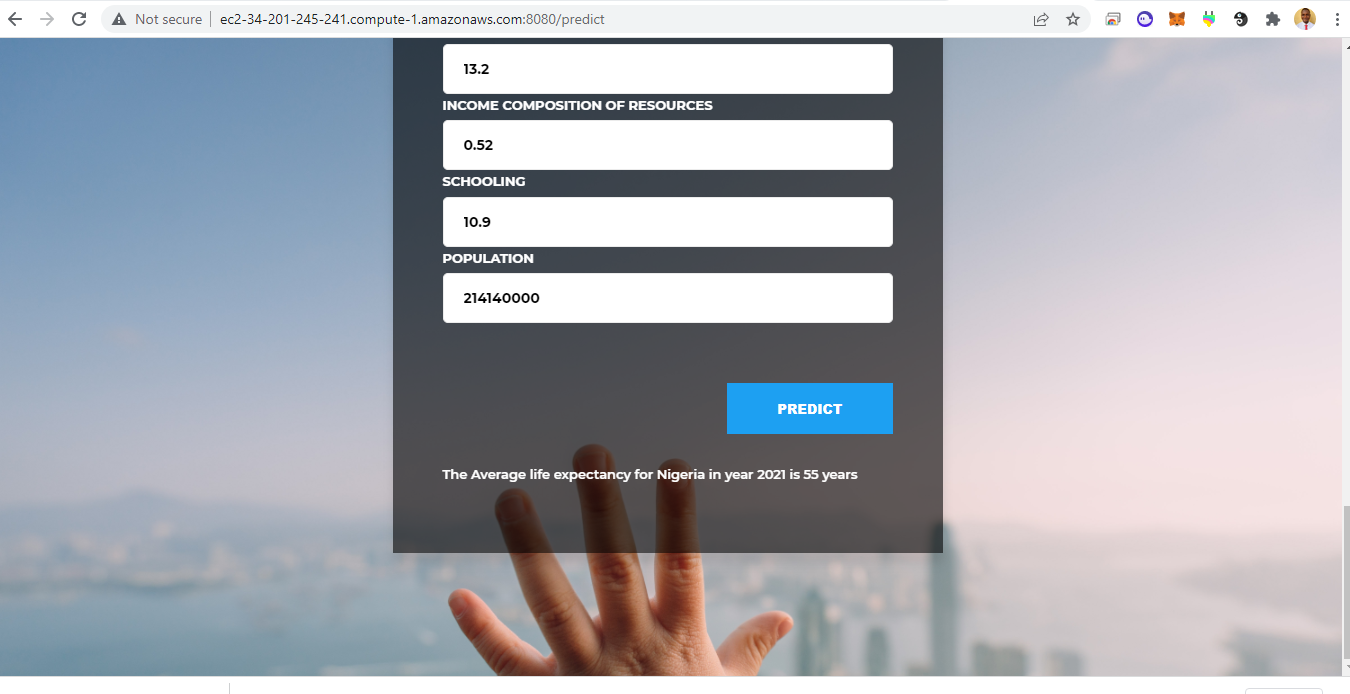 Not secure
ec2-34-201-245-241.compute-1.amazonaws.com:8080/predict
13.2
INCOME COMPOSITION OF RESOURCES
0.52
SCHOOLING
10.9
POPULATION
214140000
PREDICT
The Average life expectancy for Nigeria in year 2021 is 55 years